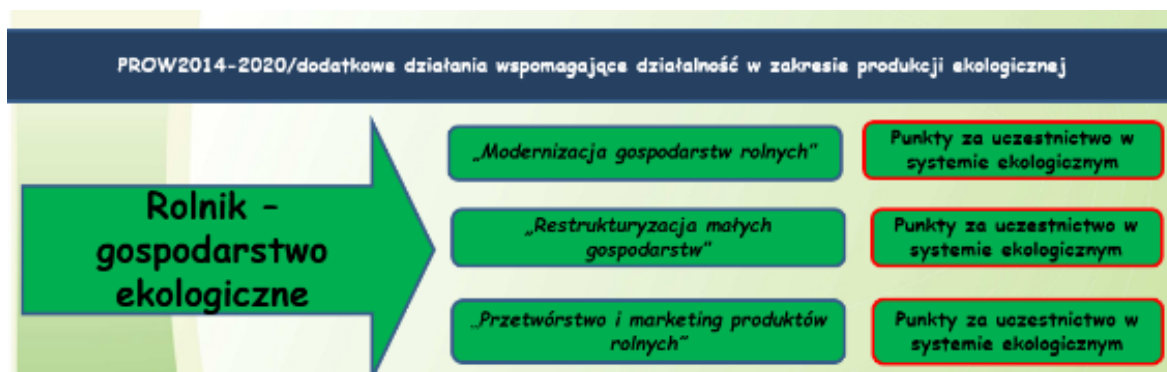 PROW2014-2020/dodatkowe działania wspomagające działalność w zakresie produkcji ekologicznej
Rolnik –
gospodarstwo
ekologiczne
„Modernizacja gospodarstw rolnych”
Punkty za uczestnictwo w
systemie ekologicznym
„Restrukturyzacja małych
gospodarstw”
Punkty za uczestnictwo w
systemie ekologicznym
„Przetwórstwo i marketing produktów
rolnych”
Punkty za uczestnictwo w
systemie ekologicznym